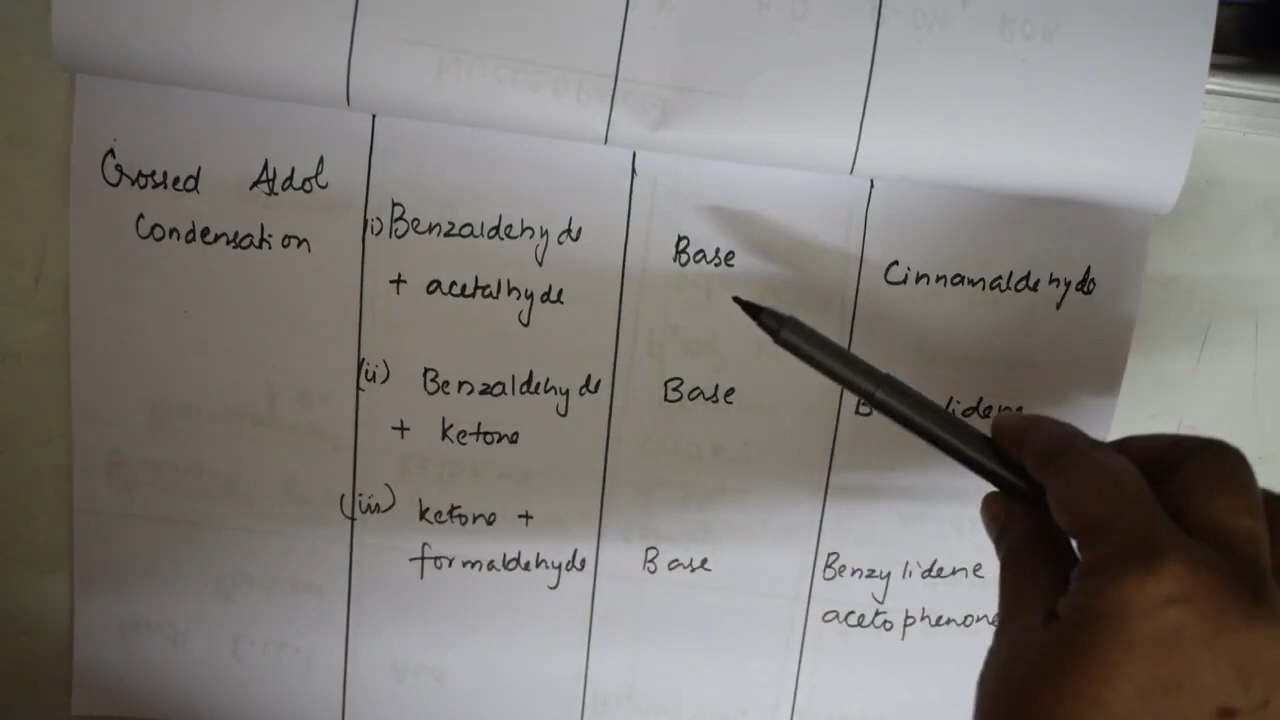 Crossed Aldol
Condensation
i) Benzaldehyde
+ acetalhyde
Base
Cinnamaldehyde
(ii) Benzaldehyde
+ ketone
Base
(iii) ketone +
formaldehyde
Base
Benzylidene
acetophenone